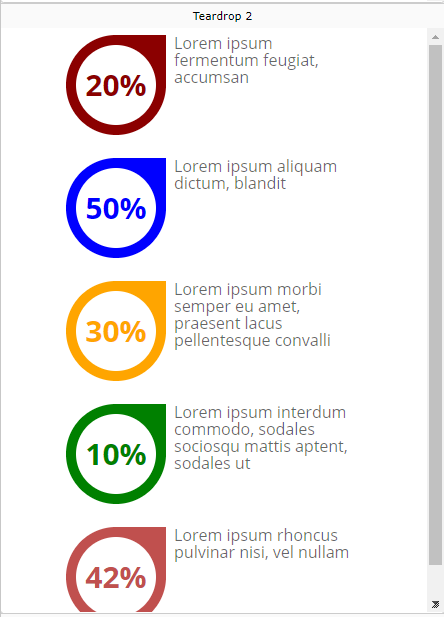 Teardrop 2
20%
Lorem ipsum
fermentum feugiat,
accumsan
50%
Lorem ipsum aliquam
dictum, blandit
30%
Lorem ipsum morbi
semper eu amet,
praesent lacus
pellentesque convalli
10%
Lorem ipsum interdum
commodo, sodales
sociosqu mattis aptent,
sodales ut
42%
Lorem ipsum rhoncus
pulvinar nisi, vel nullam